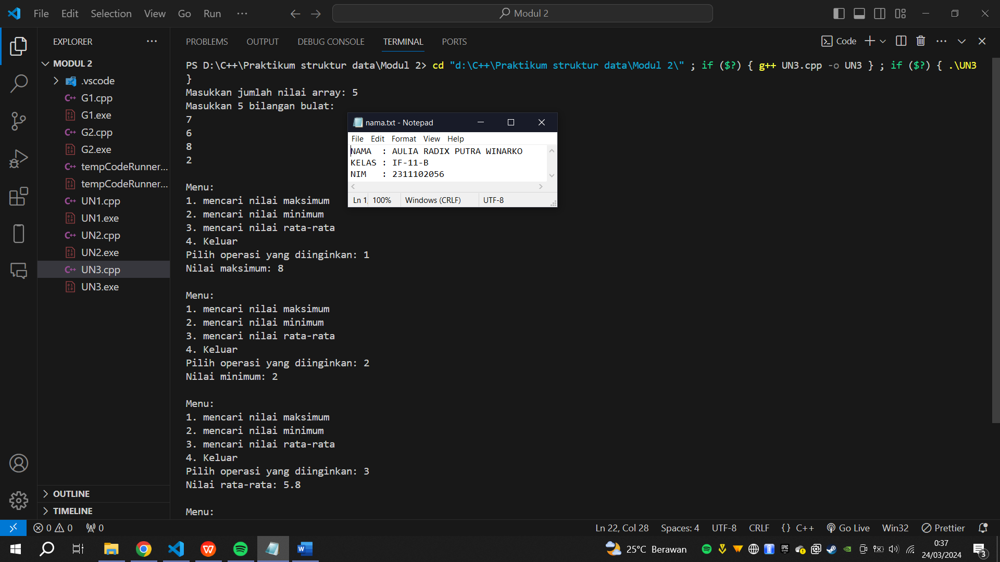 File Edit Selection View Go Run ···
Modul 2
EXPLORER
PROBLEMS OUTPUT DEBUG CONSOLE TERMINAL PORTS
Code
MODUL 2
.vscode
G1.cpp
G1.exe
G2.cpp
G2.exe
tempCodeRunner...
tempCodeRunner...
UN1.cpp
UN1.exe
UN2.cpp
UN2.exe
UN3.cpp
UN3.exe
OUTLINE
TIMELINE
PS D:\C++\Praktikum struktur data\Modul 2> cd "d:\C++\Praktikum struktur data\Modul 2\" ; if ($?) { g++ UN3.cpp -o UN3 } ; if ($?) { .\UN3
}
Masukkan jumlah nilai array: 5
Masukkan 5 bilangan bulat:
7
6
8
2
Menu:
1. mencari nilai maksimum
2. mencari nilai minimum
3. mencari nilai rata-rata
4. Keluar
Pilih operasi yang diinginkan: 1
Nilai maksimum: 8
Menu:
1. mencari nilai maksimum
2. mencari nilai minimum
3. mencari nilai rata-rata
4. Keluar
Pilih operasi yang diinginkan: 2
Nilai minimum: 2
Menu:
1. mencari nilai maksimum
2. mencari nilai minimum
3. mencari nilai rata-rata
4. Keluar
Pilih operasi yang diinginkan: 3
Nilai rata-rata: 5.8
Menu:
nama.txt - Notepad
File Edit Format View Help
NAMA : AULIA RADIX PUTRA WINARKO
KELAS : IF-11-B
NIM : 2311102056
Ln 1, 100% Windows (CRLF) UTF-8
0 0 0
Ln 22, Col 28 Spaces: 4 UTF-8 CRLF {} C++ Go Live Win32 Prettier
25°C Berawan
0:37
24/03/2024
3